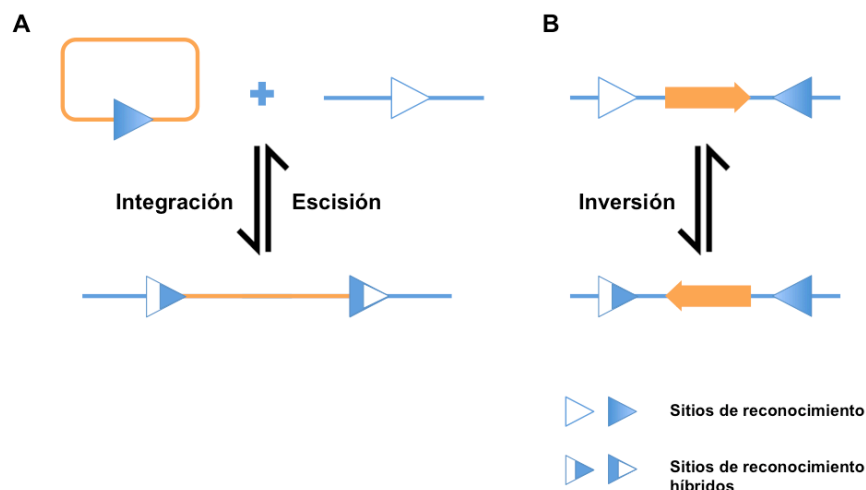 A
B
Integración
Escisión
Inversión
Sitios de reconocimiento
Sitios de reconocimiento
híbridos